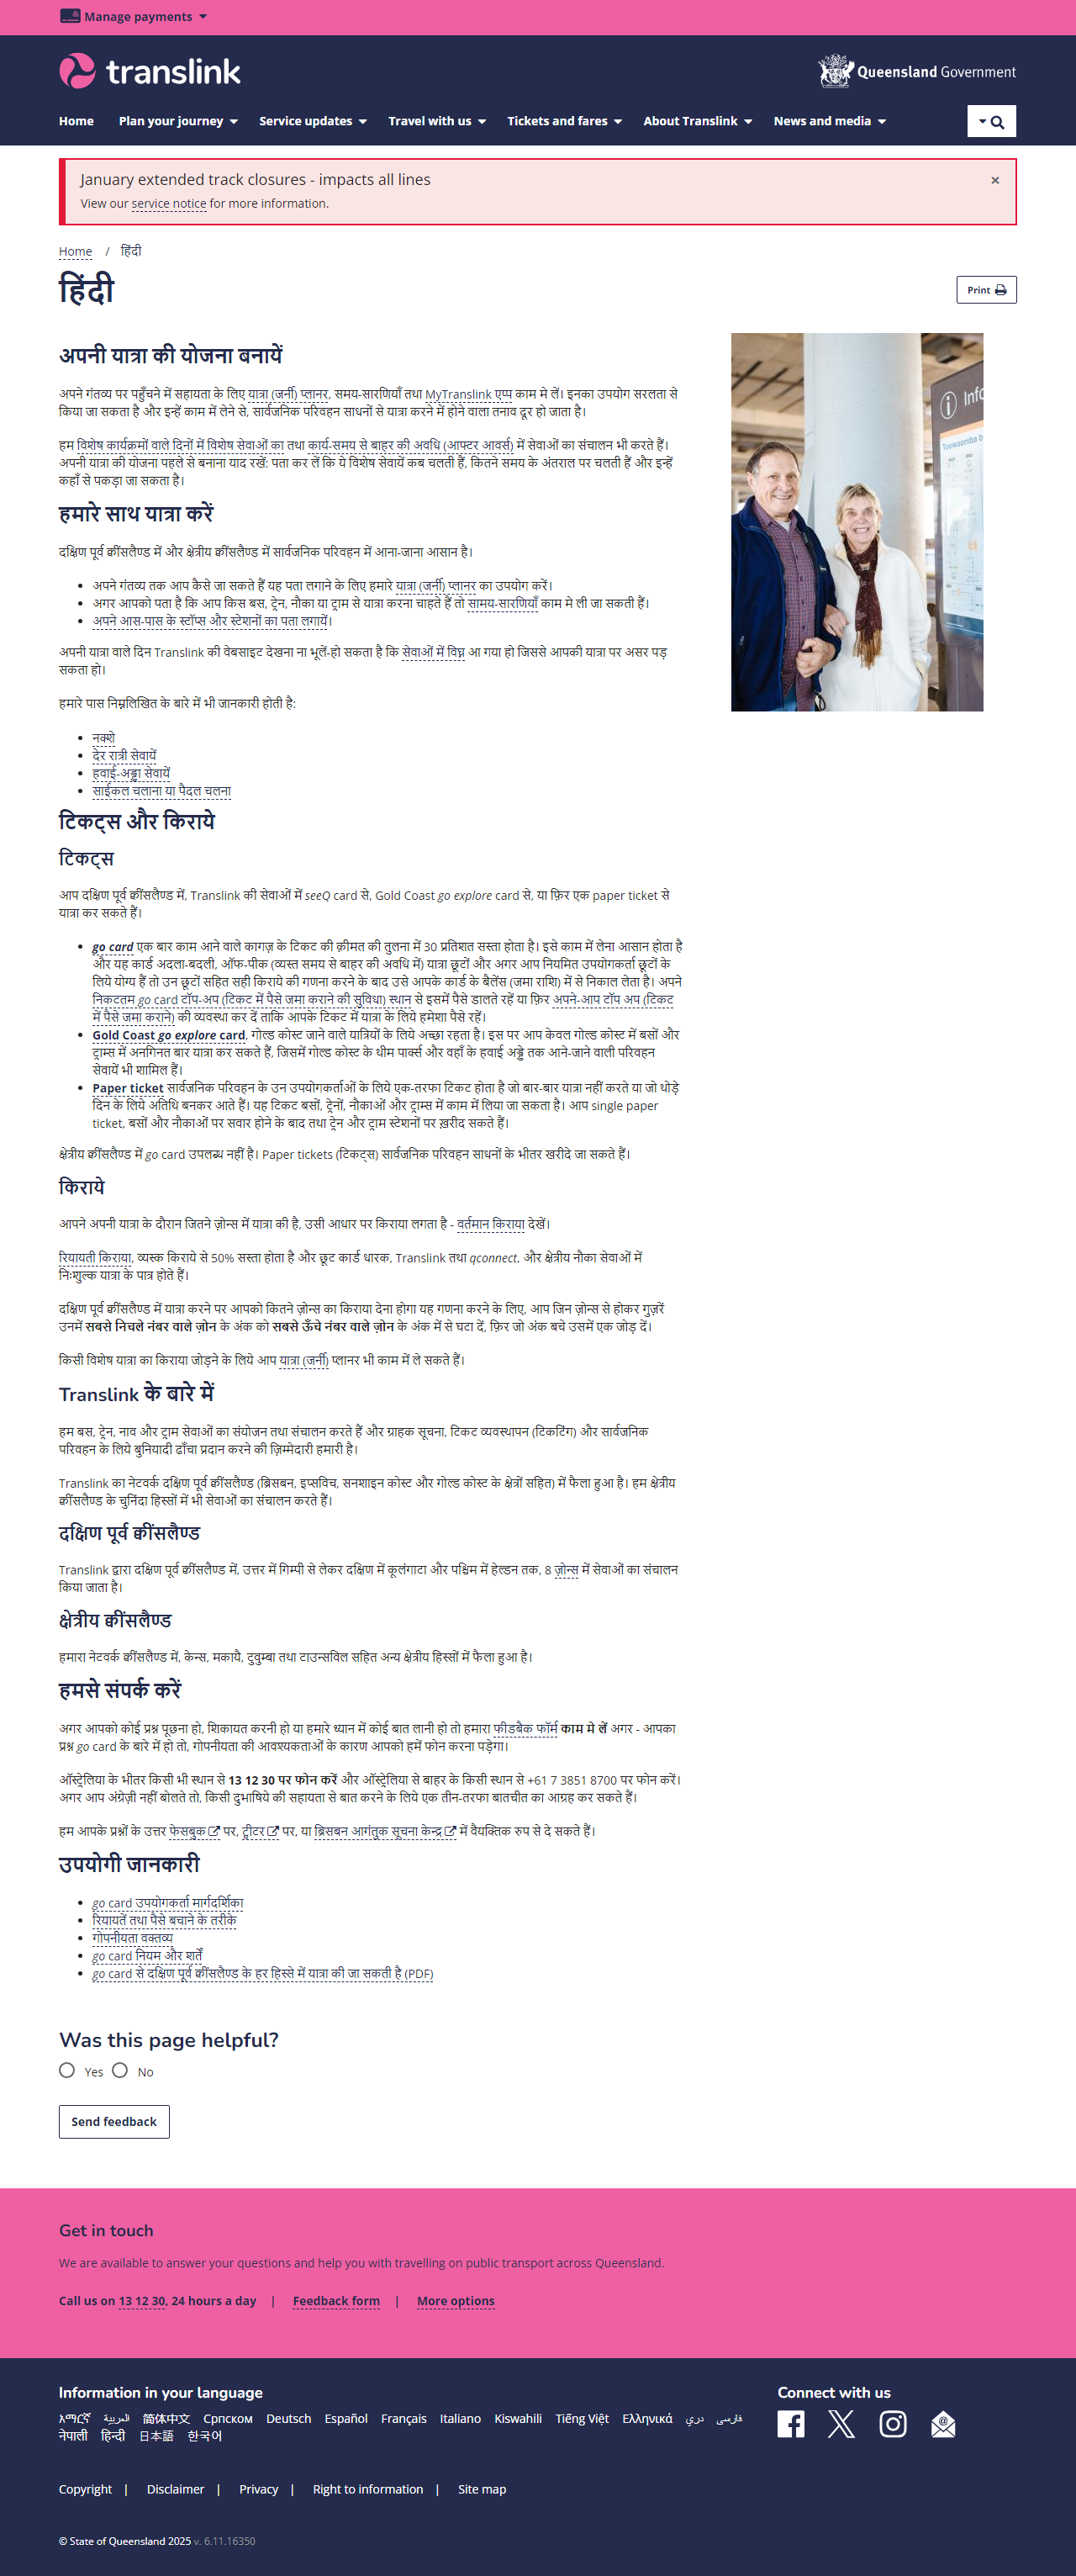 Manage payments
translink
Queensland Government
Home Plan your journey Service updates Travel with us Tickets and fares About Translink News and media
January extended track closures - impacts all lines ×
View our service notice for more information.
Home / हिंदी
हिंदी
Print
अपनी यात्रा की योजना बनायें
अपने गंतव्य पर पहुँचने में सहायता के लिए यात्रा (जर्नी) प्लानर, समय-सारणियाँ तथा MyTranslink एप्प काम मे लें। इनका उपयोग सरलता से
किया जा सकता है और इन्हें काम में लेने से, सार्वजनिक परिवहन साधनों से यात्रा करने में होने वाला तनाव दूर हो जाता है।
हम विशेष कार्यक्रमों वाले दिनों में विशेष सेवाओं का तथा कार्य-समय से बाहर की अवधि (आफ्टर आवर्स) में सेवाओं का संचालन भी करते हैं।
अपनी यात्रा की योजना पहले से बनाना याद रखें: पता कर लें कि ये विशेष सेवायें कब चलती हैं, कितने समय के अंतराल पर चलती हैं और इन्हें
कहाँ से पकड़ा जा सकता है।
हमारे साथ यात्रा करें
दक्षिण पूर्व क्वींसलैण्ड में और क्षेत्रीय क्वींसलैण्ड में सार्वजनिक परिवहन में आना-जाना आसान है।
अपने गंतव्य तक आप कैसे जा सकते हैं यह पता लगाने के लिए हमारे यात्रा (जर्नी) प्लानर का उपयोग करें।
अगर आपको पता है कि आप किस बस, ट्रेन, नौका या ट्राम से यात्रा करना चाहते हैं तो समय-सारणियाँ काम मे ली जा सकती हैं।
अपने आस-पास के स्टॉप्स और स्टेशनों का पता लगायें।
अपनी यात्रा वाले दिन Translink की वेबसाइट देखना ना भूलें-हो सकता है कि सेवाओं में विघ्न आ गया हो जिससे आपकी यात्रा पर असर पड़
सकता हो।
हमारे पास निम्नलिखित के बारे में भी जानकारी होती है:
नक्शे
देर रात्री सेवायें
हवाई-अड्डा सेवायें
साईकल चलाना या पैदल चलना
टिकट्स और किराये
टिकट्स
आप दक्षिण पूर्व क्वींसलैण्ड में, Translink की सेवाओं में seeQ card से, Gold Coast go explore card से, या फ़िर एक paper ticket से
यात्रा कर सकते हैं।
go card एक बार काम आने वाले कागज़ के टिकट की क़ीमत की तुलना में 30 प्रतिशत सस्ता होता है। इसे काम में लेना आसान होता है
और यह कार्ड अदला-बदली, ऑफ-पीक (व्यस्त समय से बाहर की अवधि में) यात्रा छूटों और अगर आप नियमित उपयोगकर्ता छूटों के
लिये योग्य हैं तो उन छूटों सहित सही किराये की गणना करने के बाद उसे आपके कार्ड के बैलेंस (जमा राशि) में से निकाल लेता है। अपने
निकटतम go card टॉप-अप (टिकट में पैसे जमा कराने की सुविधा) स्थान से इसमें पैसे डालते रहें या फ़िर अपने-आप टॉप अप (टिकट
में पैसे जमा कराने) की व्यवस्था कर दें ताकि आपके टिकट में यात्रा के लिये हमेशा पैसे रहें।
Gold Coast go explore card, गोल्ड कोस्ट जाने वाले यात्रियों के लिये अच्छा रहता है। इस पर आप केवल गोल्ड कोस्ट में बसों और
ट्राम्स में अनगिनत बार यात्रा कर सकते हैं, जिसमें गोल्ड कोस्ट के थीम पार्क्स और वहाँ के हवाई अड्डे तक आने-जाने वाली परिवहन
सेवायें भी शामिल हैं।
Paper ticket सार्वजनिक परिवहन के उन उपयोगकर्ताओं के लिये एक-तरफा टिकट होता है जो बार-बार यात्रा नहीं करते या जो थोड़े
दिन के लिये अतिथि बनकर आते हैं। यह टिकट बसों, ट्रेनों, नौकाओं और ट्राम्स में काम में लिया जा सकता है। आप single paper
ticket, बसों और नौकाओं पर सवार होने के बाद तथा ट्रेन और ट्राम स्टेशनों पर ख़रीद सकते हैं।
क्षेत्रीय क्वींसलैण्ड में go card उपलब्ध नहीं है। Paper tickets (टिकट्स) सार्वजनिक परिवहन साधनों के भीतर खरीदे जा सकते हैं।
किराये
आपने अपनी यात्रा के दौरान जितने ज़ोन्स में यात्रा की है, उसी आधार पर किराया लगता है - वर्तमान किराया देखें।
रियायती किराया, व्यस्क किराये से 50% सस्ता होता है और छूट कार्ड धारक, Translink तथा qconnect, और क्षेत्रीय नौका सेवाओं में
निःशुल्क यात्रा के पात्र होते हैं।
दक्षिण पूर्व क्वींसलैण्ड में यात्रा करने पर आपको कितने ज़ोन्स का किराया देना होगा यह गणना करने के लिए, आप जिन ज़ोन्स से होकर गुज़रें
उनमें सबसे निचले नंबर वाले ज़ोन के अंक को सबसे ऊँचे नंबर वाले ज़ोन के अंक में से घटा दें, फ़िर जो अंक बचे उसमें एक जोड़ दें।
किसी विशेष यात्रा का किराया जोड़ने के लिये आप यात्रा (जर्नी) प्लानर भी काम में ले सकते हैं।
Translink के बारे में
हम बस, ट्रेन, नाव और ट्राम सेवाओं का संयोजन तथा संचालन करते हैं और ग्राहक सूचना, टिकट व्यवस्थापन (टिकटिंग) और सार्वजनिक
परिवहन के लिये बुनियादी ढाँचा प्रदान करने की ज़िम्मेदारी हमारी है।
Translink का नेटवर्क दक्षिण पूर्व क्वींसलैण्ड (ब्रिसबन, इप्सविच, सनशाइन कोस्ट और गोल्ड कोस्ट के क्षेत्रों सहित) में फैला हुआ है। हम क्षेत्रीय
क्वींसलैण्ड के चुनिंदा हिस्सों में भी सेवाओं का संचालन करते हैं।
दक्षिण पूर्व क्वींसलैण्ड
Translink द्वारा दक्षिण पूर्व क्वींसलैण्ड में, उत्तर में गिम्पी से लेकर दक्षिण में कूलंगाटा और पश्चिम में हेल्डन तक, 8 ज़ोन्स में सेवाओं का संचालन
किया जाता है।
क्षेत्रीय क्वींसलैण्ड
हमारा नेटवर्क क्वींसलैण्ड में, केन्स, मकायै, टुवुम्बा तथा टाउन्सविल सहित अन्य क्षेत्रीय हिस्सों में फैला हुआ है।
हमसे संपर्क करें
अगर आपको कोई प्रश्न पूछना हो, शिकायत करनी हो या हमारे ध्यान में कोई बात लानी हो तो हमारा फीडबैक फॉर्म काम मे लें अगर - आपका
प्रश्न go card के बारे में हो तो, गोपनीयता की आवश्यकताओं के कारण आपको हमें फोन करना पड़ेगा।
ऑस्ट्रेलिया के भीतर किसी भी स्थान से 13 12 30 पर फोन करें और ऑस्ट्रेलिया से बाहर के किसी स्थान से +61 7 3851 8700 पर फोन करें।
अगर आप अंग्रेज़ी नहीं बोलते तो, किसी दुभाषिये की सहायता से बात करने के लिये एक तीन-तरफा बातचीत का आग्रह कर सकते हैं।
हम आपके प्रश्नों के उत्तर फेसबुक पर, ट्वीटर पर, या ब्रिसबन आगंतुक सूचना केन्द्र में वैयक्तिक रुप से दे सकते हैं।
उपयोगी जानकारी
go card उपयोगकर्ता मार्गदर्शिका
रियायतें तथा पैसे बचाने के तरीके
गोपनीयता वक्तव्य
go card नियम और शर्तें
go card से दक्षिण पूर्व क्वींसलैण्ड के हर हिस्से में यात्रा की जा सकती है (PDF)
Was this page helpful?
Yes No
Send feedback
Get in touch
We are available to answer your questions and help you with travelling on public transport across Queensland.
Call us on 13 12 30, 24 hours a day | Feedback form | More options
Information in your language
አማርኛ العربية 简体中文 Српском Deutsch Español Français Italiano Kiswahili Tiếng Việt Ελληνικά دري فارسی
नेपाली हिन्दी 日本語 한국어
Connect with us
Copyright | Disclaimer | Privacy | Right to information | Site map
© State of Queensland 2025 v. 6.11.16350